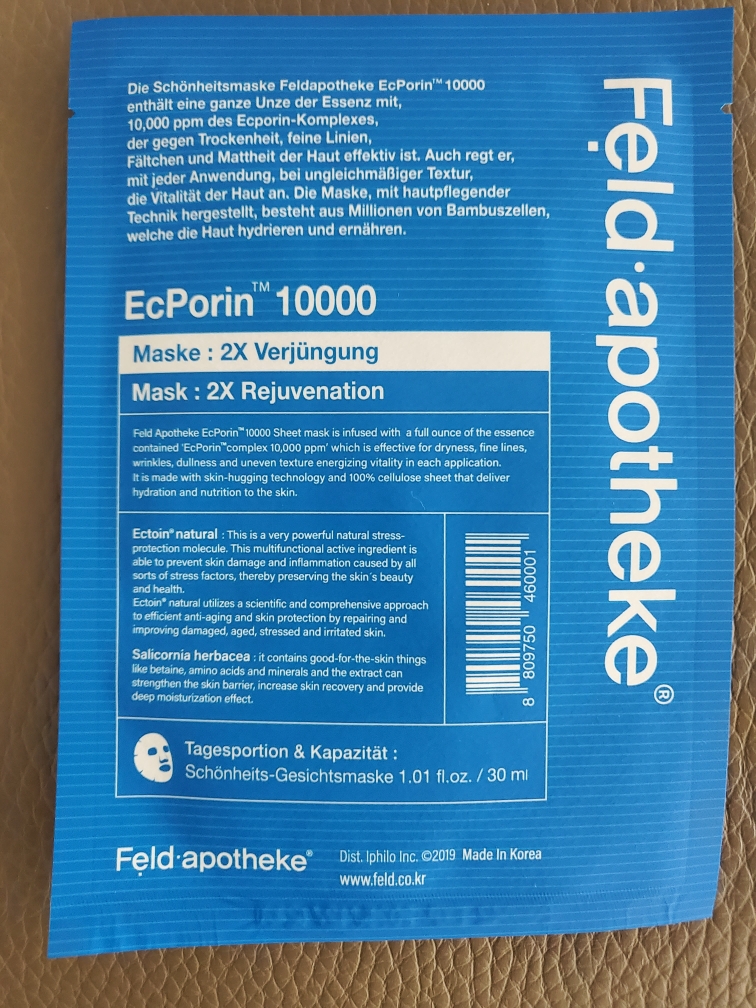 Die Schönheitsmaske Feldapotheke EcPorin™ 10000
enthält eine ganze Unze der Essenz mit,
10,000 ppm des Ecporin-Komplexes,
der gegen Trockenheit, feine Linien,
Fältchen und Mattheit der Haut effektiv ist. Auch regt er,
mit jeder Anwendung, bei ungleichmäßiger Textur,
die Vitalität der Haut an. Die Maske, mit hautpflegender
Technik hergestellt, besteht aus Millionen von Bambuszellen,
welche die Haut hydrieren und ernähren.
EcPorin™ 10000
Maske : 2X Verjüngung
Mask : 2X Rejuvenation
Feld Apotheke EcPorin™ 10000 Sheet mask is infused with a full ounce of the essence
contained 'EcPorin™complex 10,000 ppm' which is effective for dryness, fine lines,
wrinkles, dullness and uneven texture energizing vitality in each application.
It is made with skin-hugging technology and 100% cellulose sheet that deliver
hydration and nutrition to the skin.
Ectoin® natural : This is a very powerful natural stress-
protection molecule. This multifunctional active ingredient is
able to prevent skin damage and inflammation caused by all
sorts of stress factors, thereby preserving the skin´s beauty
and health.
Ectoin® natural utilizes a scientific and comprehensive approach
to efficient anti-aging and skin protection by repairing and
improving damaged, aged, stressed and irritated skin.
Salicornia herbacea : it contains good-for-the-skin things
like betaine, amino acids and minerals and the extract can
strengthen the skin barrier, increase skin recovery and provide
deep moisturization effect.
8 809750 460001
Tagesportion & Kapazität :
Schönheits-Gesichtsmaske 1.01 fl.oz. / 30 ml
Fẹld·apotheke®
Dist. Iphilo Inc. ©2019 Made In Korea
www.feld.co.kr
Fẹld·apotheke®